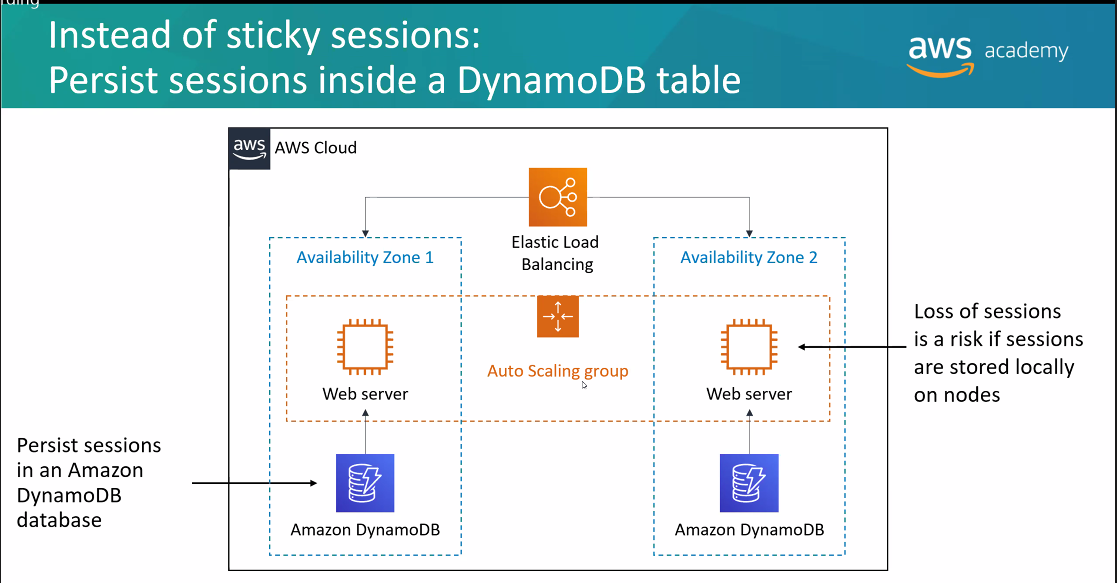 rding
Instead of sticky sessions:
Persist sessions inside a DynamoDB table
aws academy
aws
AWS Cloud
Elastic Load
Balancing
Availability Zone 1
Availability Zone 2
Auto Scaling group
Web server
Web server
Loss of sessions
is a risk if sessions
are stored locally
on nodes
Persist sessions
in an Amazon
DynamoDB
database
Amazon DynamoDB
Amazon DynamoDB